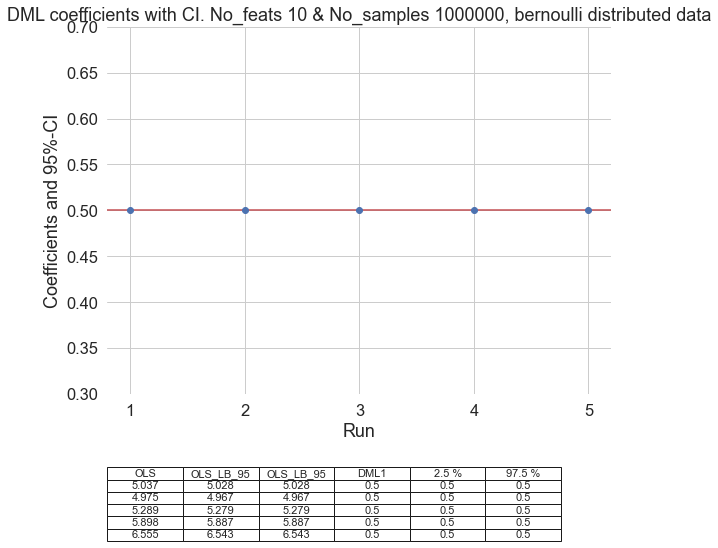 DML coefficients with CI. No_feats 10 & No_samples 1000000, bernoulli distributed data
0.70
0.65
0.60
0.55
0.50
0.45
0.40
0.35
0.30
Coefficients and 95%-CI
1 2 3 4 5
Run
OLS OLS_LB_95 OLS_LB_95 DML1 2.5 % 97.5 %
5.037 5.028 5.028 0.5 0.5 0.5
4.975 4.967 4.967 0.5 0.5 0.5
5.289 5.279 5.279 0.5 0.5 0.5
5.898 5.887 5.887 0.5 0.5 0.5
6.555 6.543 6.543 0.5 0.5 0.5